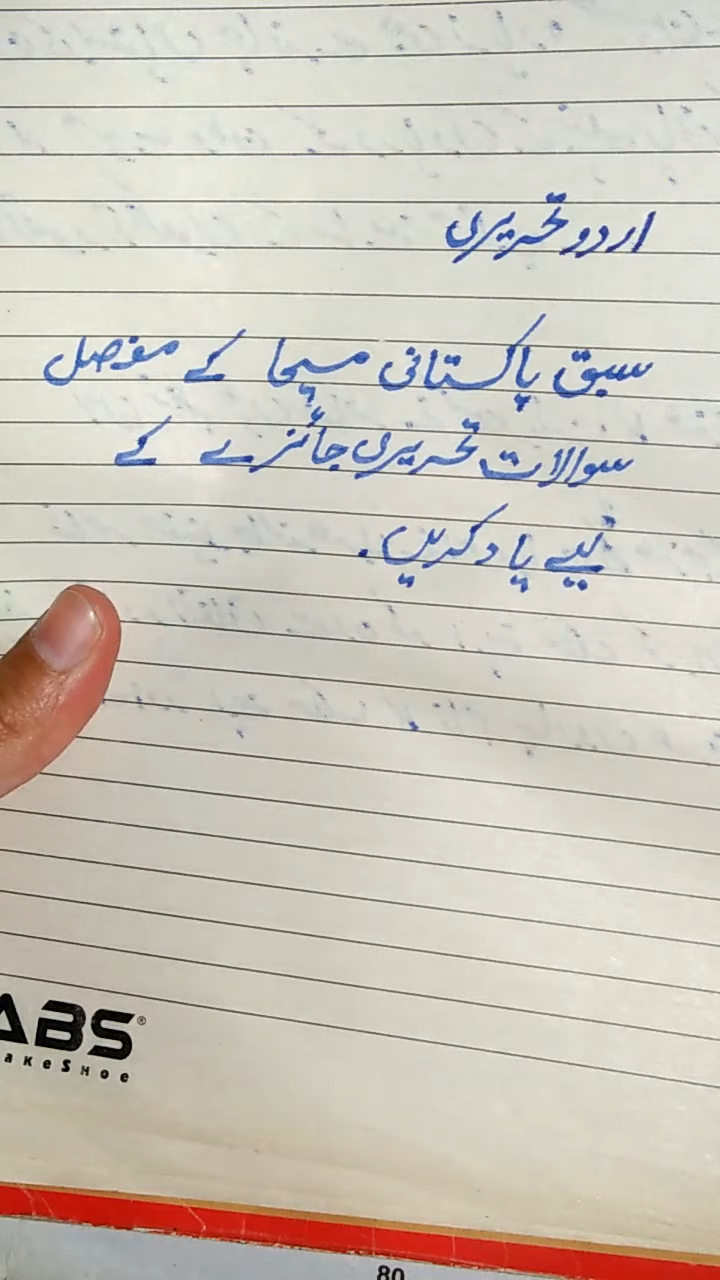 اردو تحریری
سبق پاکستانی مسیحا کے مفصل
سوالات تحریری جائزے کے
لیے یاد کریں.
ABS®
akeShoe
80